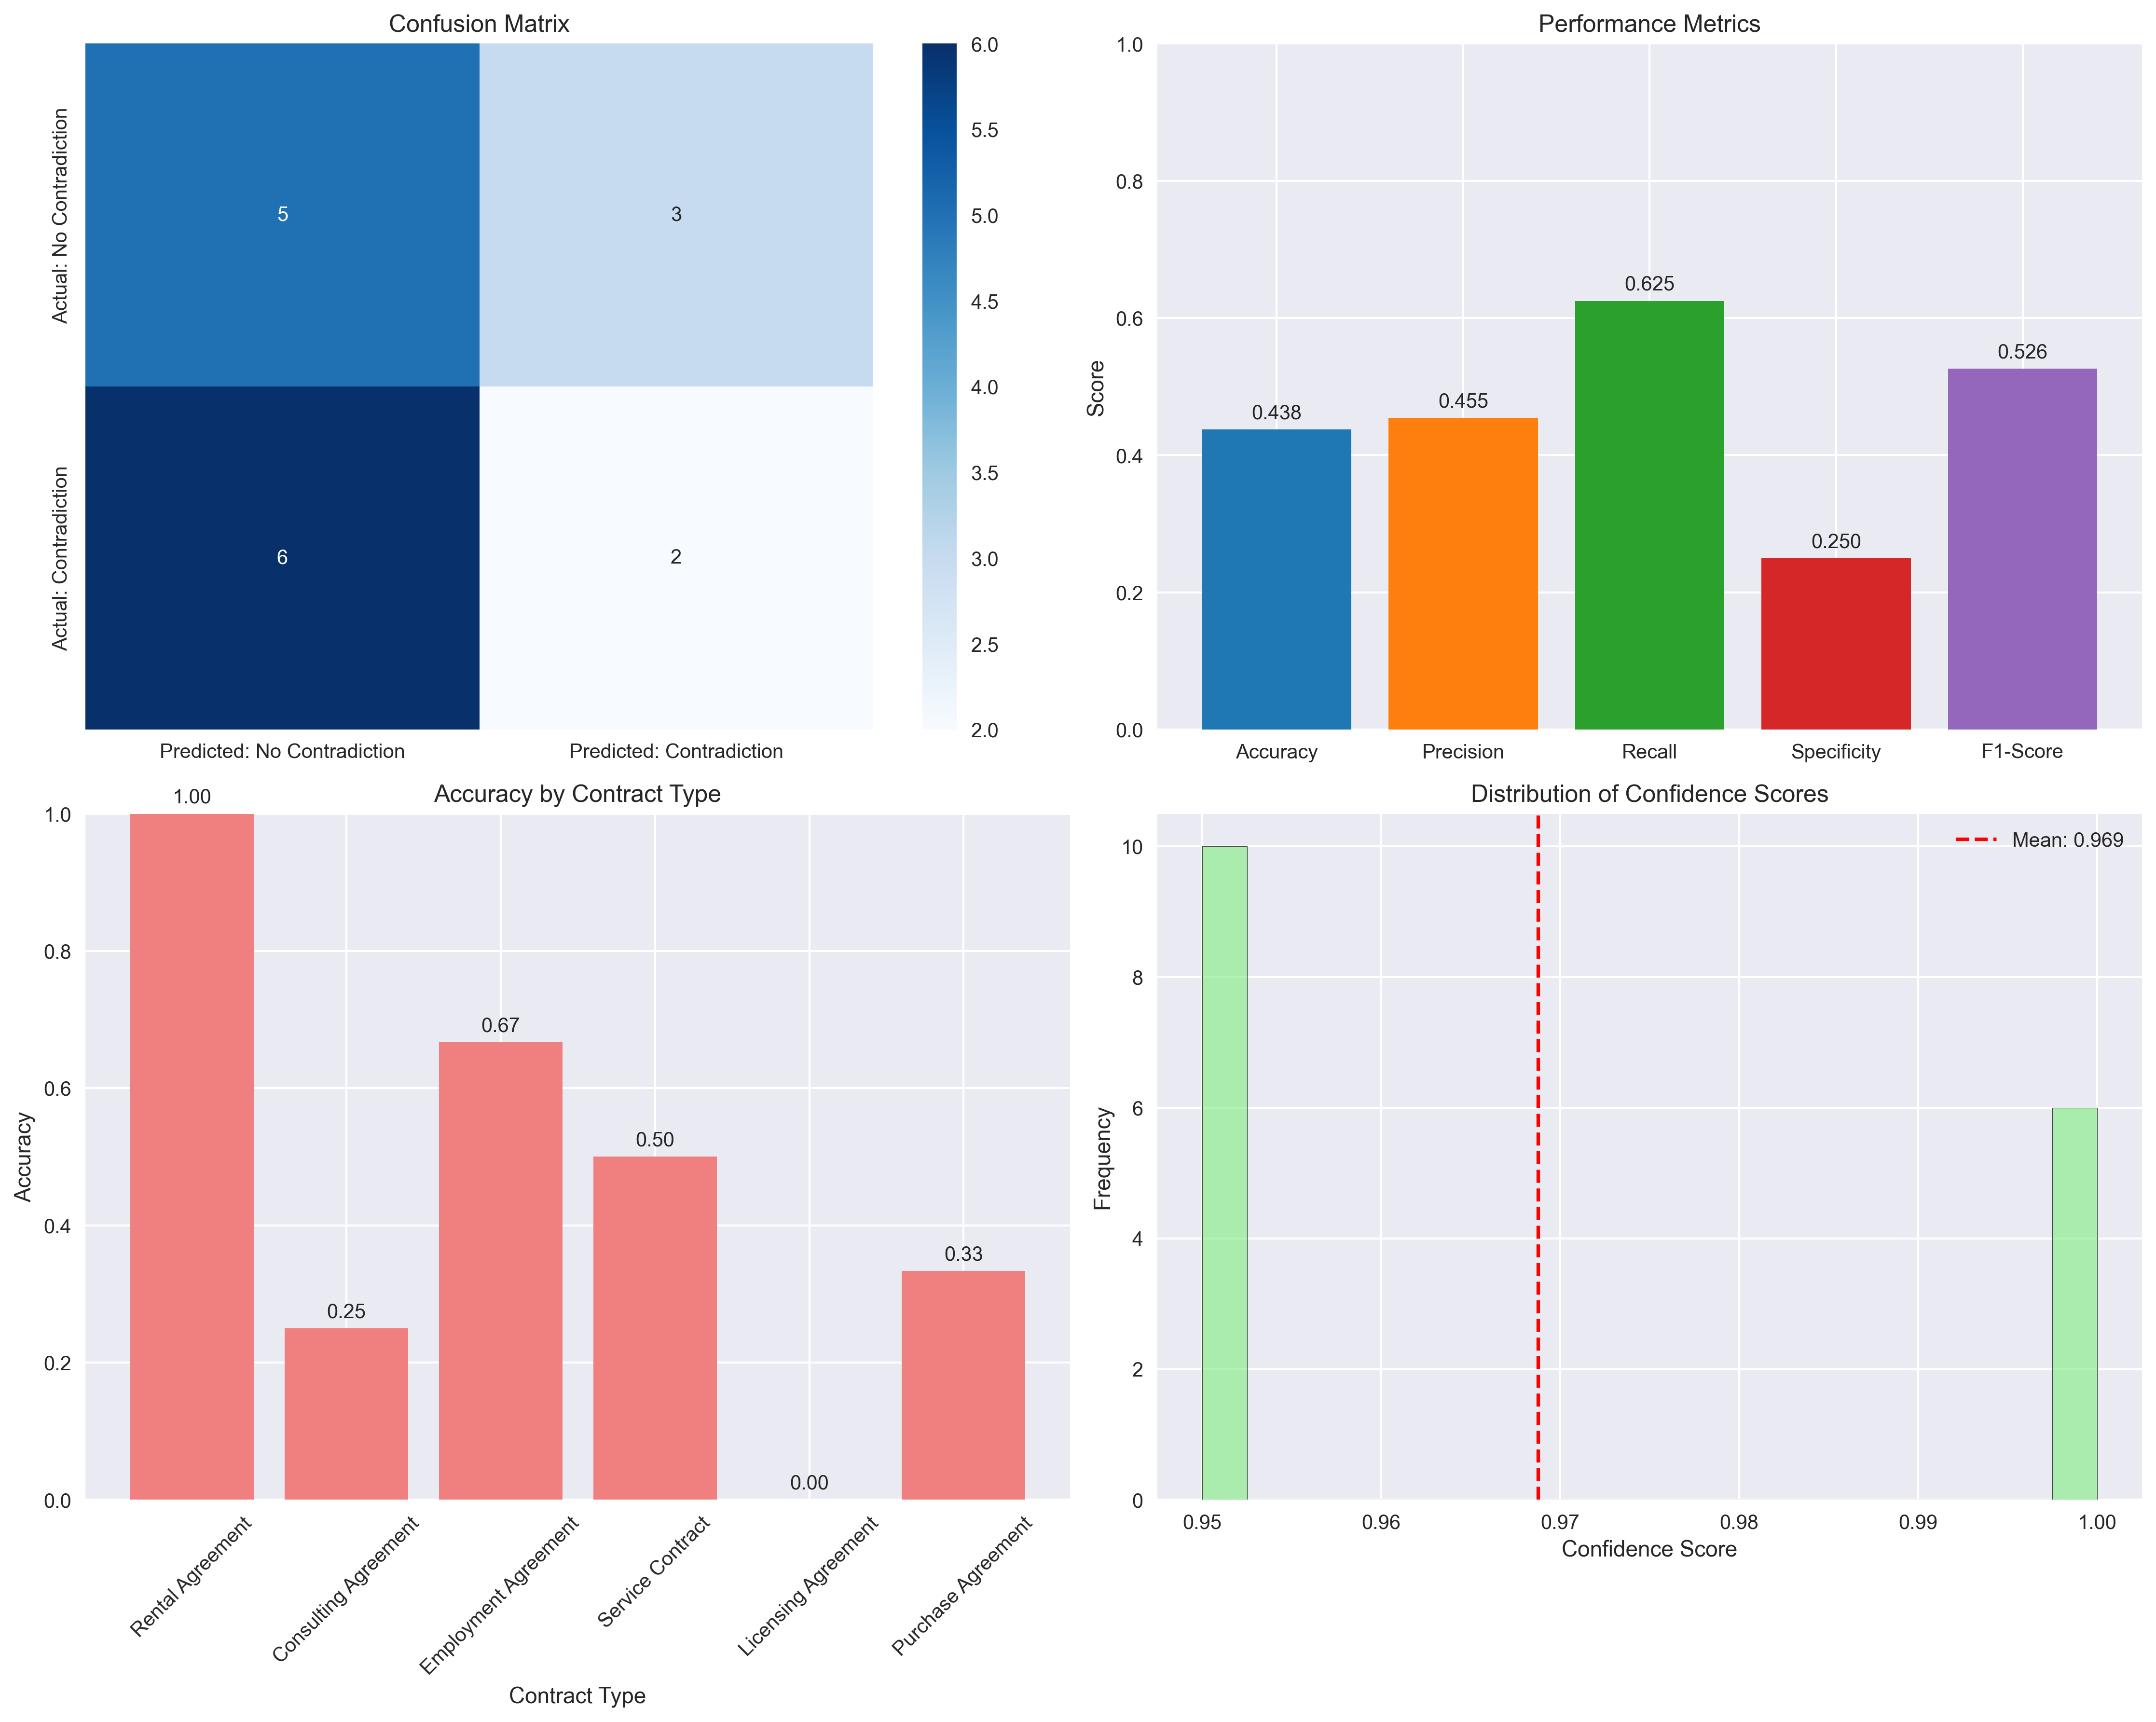 Confusion Matrix
Actual: No Contradiction
Actual: Contradiction
5
3
6
2
Predicted: No Contradiction
Predicted: Contradiction
6.0
5.5
5.0
4.5
4.0
3.5
3.0
2.5
2.0
Performance Metrics
Score
1.0
0.8
0.6
0.4
0.2
0.0
0.438
0.455
0.625
0.250
0.526
Accuracy
Precision
Recall
Specificity
F1-Score
Accuracy by Contract Type
Accuracy
1.0
0.8
0.6
0.4
0.2
0.0
1.00
0.25
0.67
0.50
0.00
0.33
Rental Agreement
Consulting Agreement
Employment Agreement
Service Contract
Licensing Agreement
Purchase Agreement
Contract Type
Distribution of Confidence Scores
Mean: 0.969
Frequency
10
8
6
4
2
0
0.95
0.96
0.97
0.98
0.99
1.00
Confidence Score